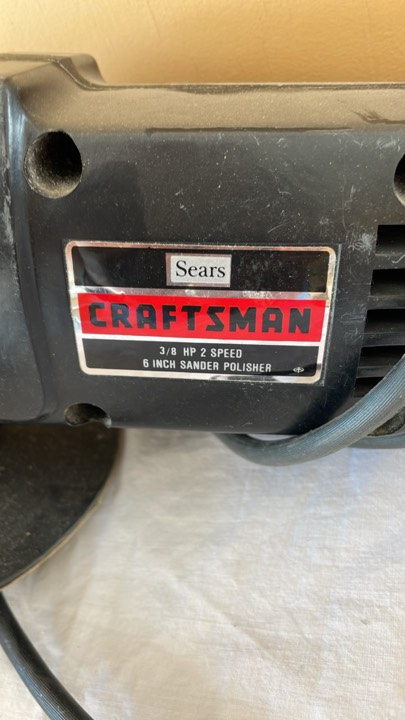 Sears
CRAFTSMAN
3/8 HP 2 SPEED
6 INCH SANDER POLISHER